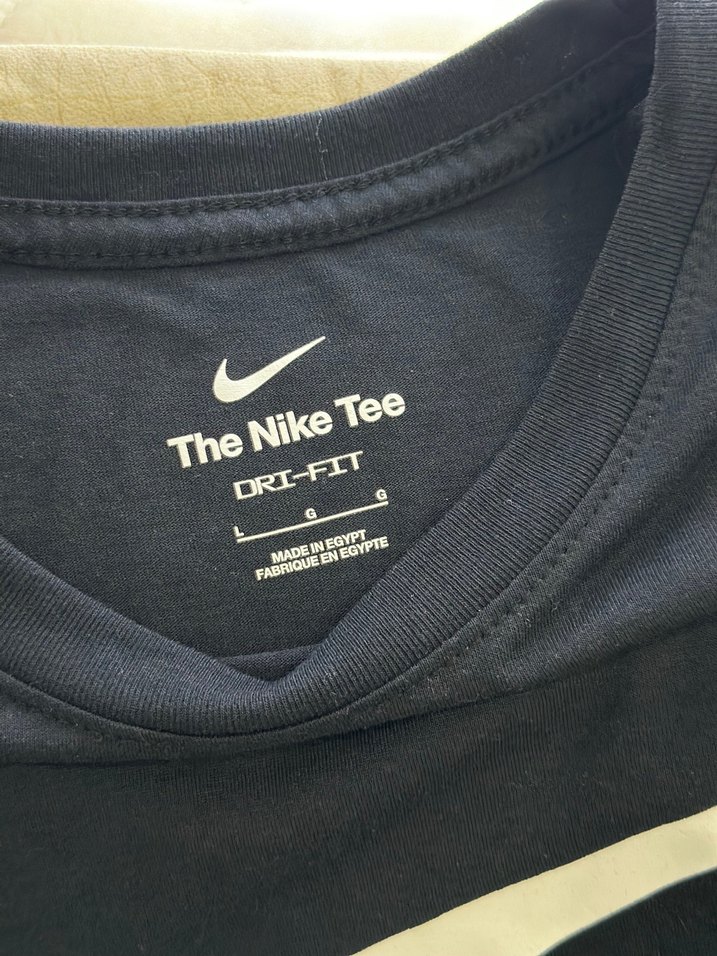 The Nike Tee
DRI-FIT
L G G
MADE IN EGYPT
FABRIQUE EN EGYPTE